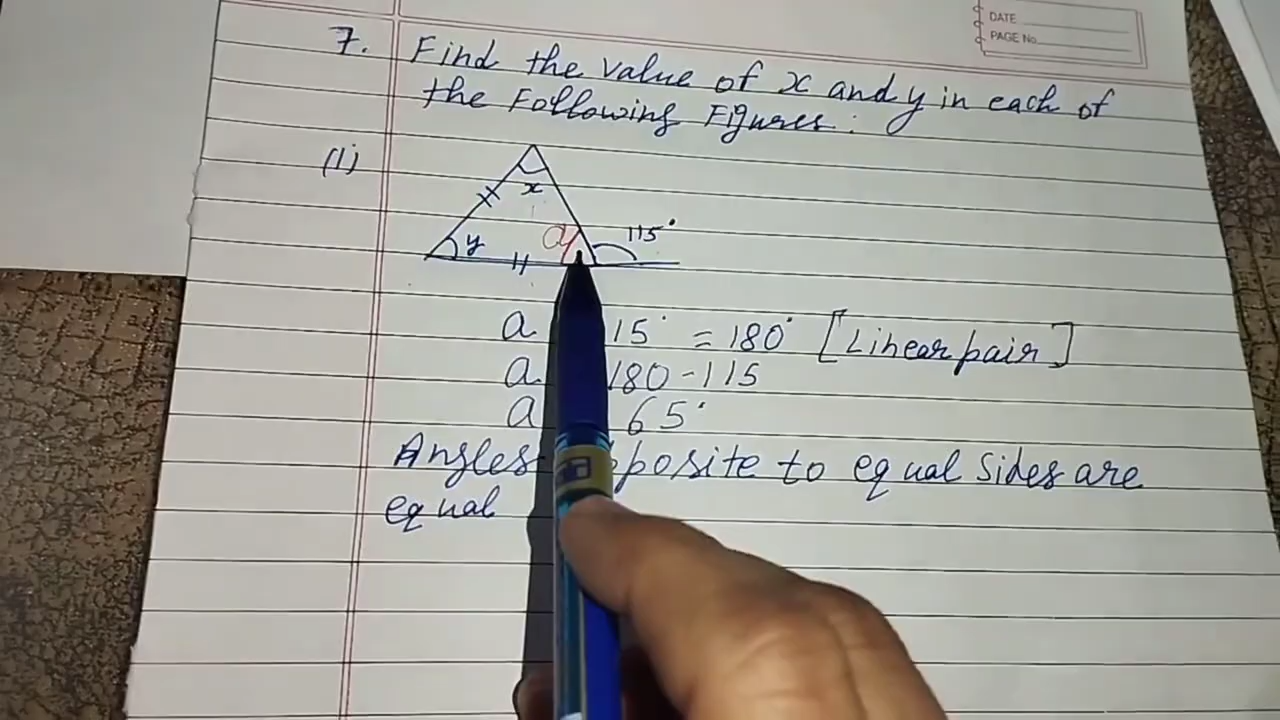 DATE
PAGE No
7. Find the value of x and y in each of
the Following Figures:
(i)
x
y
a
115°
a 15° = 180° [Linear pair]
a 180 - 115
a 65°
Angles pposite to equal Sides are
equal